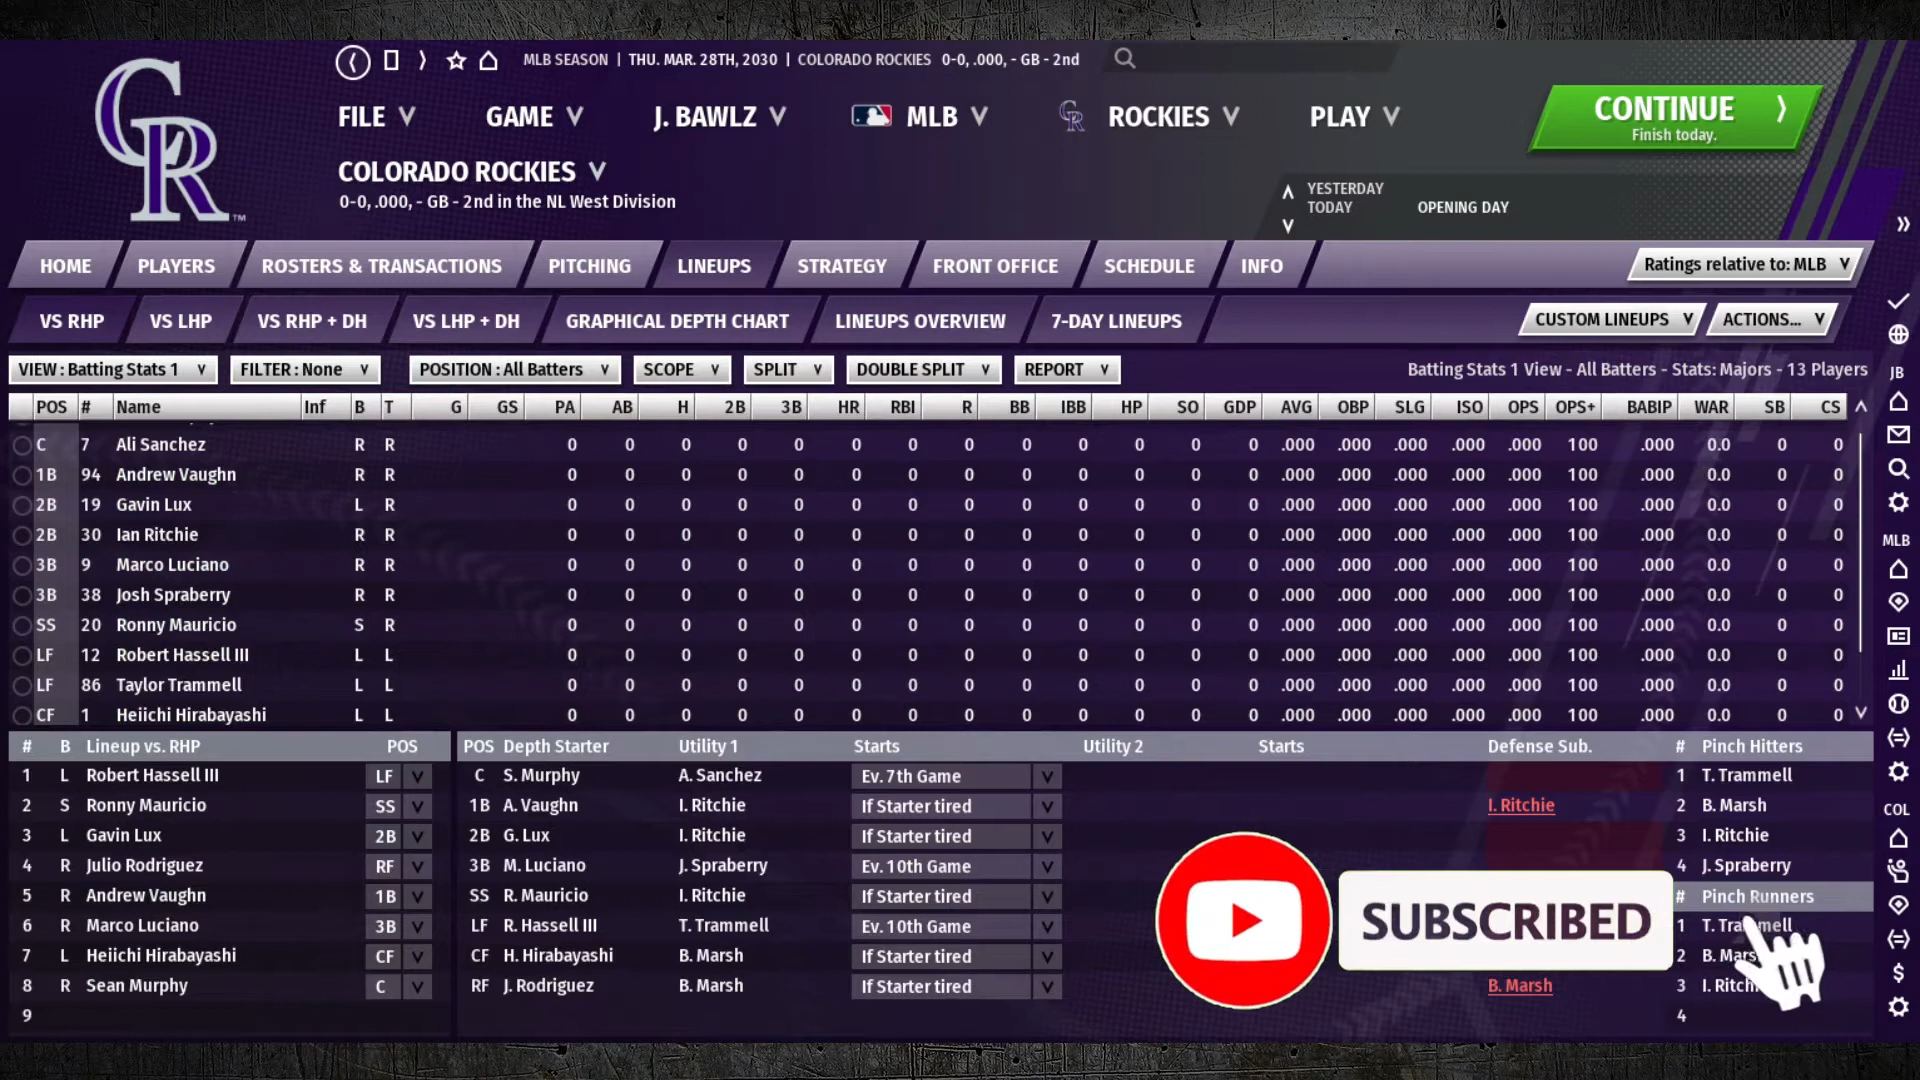 CR
TM
MLB SEASON | THU. MAR. 28TH, 2030 | COLORADO ROCKIES 0-0, .000, - GB - 2nd
FILE GAME J. BAWLZ MLB ROCKIES PLAY
CONTINUE
Finish today.
COLORADO ROCKIES
0-0, .000, - GB - 2nd in the NL West Division
YESTERDAY
TODAY OPENING DAY
HOME PLAYERS ROSTERS & TRANSACTIONS PITCHING LINEUPS STRATEGY FRONT OFFICE SCHEDULE INFO Ratings relative to: MLB
VS RHP VS LHP VS RHP + DH VS LHP + DH GRAPHICAL DEPTH CHART LINEUPS OVERVIEW 7-DAY LINEUPS CUSTOM LINEUPS ACTIONS...
VIEW : Batting Stats 1 FILTER : None POSITION : All Batters SCOPE SPLIT DOUBLE SPLIT REPORT Batting Stats 1 View - All Batters - Stats: Majors - 13 Players
POS # Name Inf B T G GS PA AB H 2B 3B HR RBI R BB IBB HP SO GDP AVG OBP SLG ISO OPS OPS+ BABIP WAR SB CS
C 7 Ali Sanchez R R 0 0 0 0 0 0 0 0 0 0 0 0 0 .000 .000 .000 .000 .000 100 .000 0.0 0 0
1B 94 Andrew Vaughn R R 0 0 0 0 0 0 0 0 0 0 0 0 0 .000 .000 .000 .000 .000 100 .000 0.0 0 0
2B 19 Gavin Lux L R 0 0 0 0 0 0 0 0 0 0 0 0 0 .000 .000 .000 .000 .000 100 .000 0.0 0 0
2B 30 Ian Ritchie R R 0 0 0 0 0 0 0 0 0 0 0 0 0 .000 .000 .000 .000 .000 100 .000 0.0 0 0
3B 9 Marco Luciano R R 0 0 0 0 0 0 0 0 0 0 0 0 0 .000 .000 .000 .000 .000 100 .000 0.0 0 0
3B 38 Josh Spraberry R R 0 0 0 0 0 0 0 0 0 0 0 0 0 .000 .000 .000 .000 .000 100 .000 0.0 0 0
SS 20 Ronny Mauricio S R 0 0 0 0 0 0 0 0 0 0 0 0 0 .000 .000 .000 .000 .000 100 .000 0.0 0 0
LF 12 Robert Hassell III L L 0 0 0 0 0 0 0 0 0 0 0 0 0 .000 .000 .000 .000 .000 100 .000 0.0 0 0
LF 86 Taylor Trammell L L 0 0 0 0 0 0 0 0 0 0 0 0 0 .000 .000 .000 .000 .000 100 .000 0.0 0 0
CF 1 Heiichi Hirabayashi L L 0 0 0 0 0 0 0 0 0 0 0 0 0 .000 .000 .000 .000 .000 100 .000 0.0 0 0
# B Lineup vs. RHP POS POS Depth Starter Utility 1 Starts Utility 2 Starts Defense Sub. # Pinch Hitters
1 L Robert Hassell III LF C S. Murphy A. Sanchez Ev. 7th Game 1 T. Trammell
2 S Ronny Mauricio SS 1B A. Vaughn I. Ritchie If Starter tired I. Ritchie 2 B. Marsh
3 L Gavin Lux 2B 2B G. Lux I. Ritchie If Starter tired 3 I. Ritchie
4 R Julio Rodriguez RF 3B M. Luciano J. Spraberry Ev. 10th Game 4 J. Spraberry
5 R Andrew Vaughn 1B SS R. Mauricio I. Ritchie If Starter tired # Pinch Runners
6 R Marco Luciano 3B LF R. Hassell III T. Trammell Ev. 10th Game 1 T. Trammell
7 L Heiichi Hirabayashi CF CF H. Hirabayashi B. Marsh If Starter tired 2 B. Marsh
8 R Sean Murphy C RF J. Rodriguez B. Marsh If Starter tired B. Marsh 3 I. Ritchie
9 4
SUBSCRIBED
JB
MLB
COL